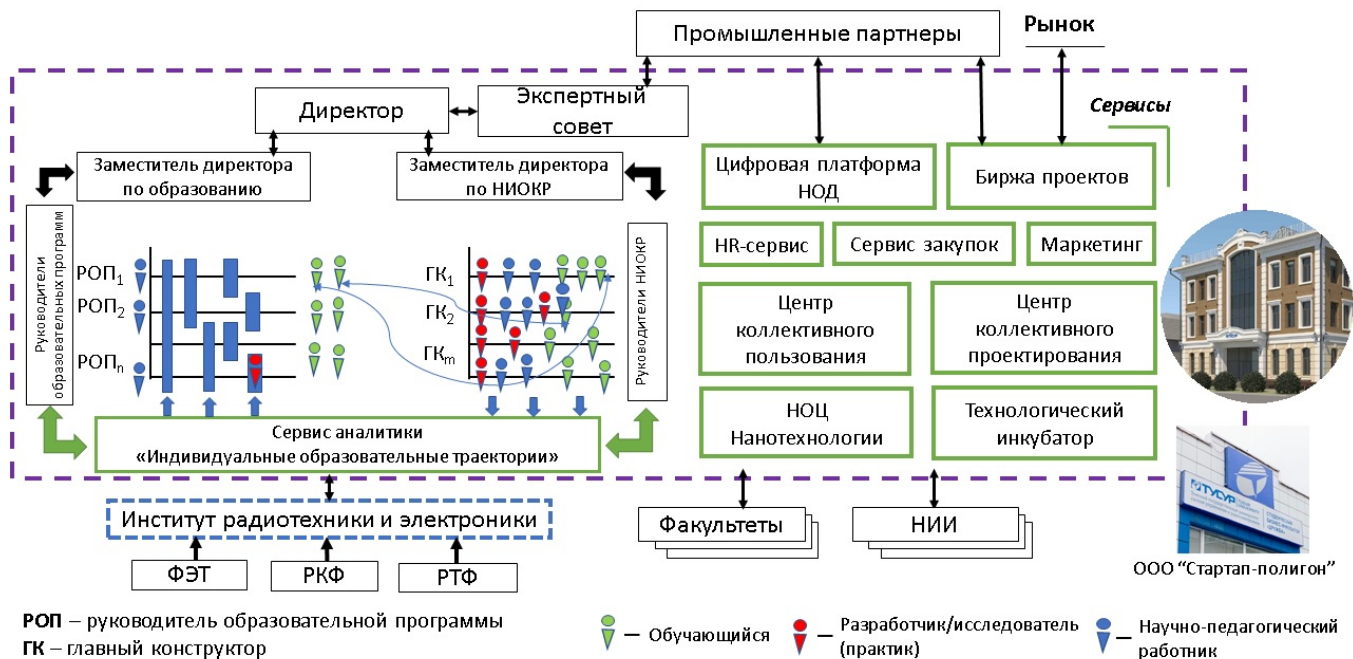 Промышленные партнеры
Рынок
Сервисы
Директор
Экспертный
совет
Заместитель директора
по образованию
Заместитель директора
по НИОКР
Цифровая платформа
НОД
Биржа проектов
HR-сервис
Сервис закупок
Маркетинг
Руководители
образовательных программ
РОП1
РОП2
РОПn
ГК1
ГК2
ГКm
Руководители НИОКР
Центр
коллективного
пользования
Центр
коллективного
проектирования
НОЦ
Нанотехнологии
Технологический
инкубатор
Сервис аналитики
«Индивидуальные образовательные траектории»
Институт радиотехники и электроники
ФЭТ
РКФ
РТФ
Факультеты
НИИ
ТУСУР
ООО “Стартап-полигон”
РОП – руководитель образовательной программы
ГК – главный конструктор
– Обучающийся
– Разработчик/исследователь
(практик)
– Научно-педагогический
работник